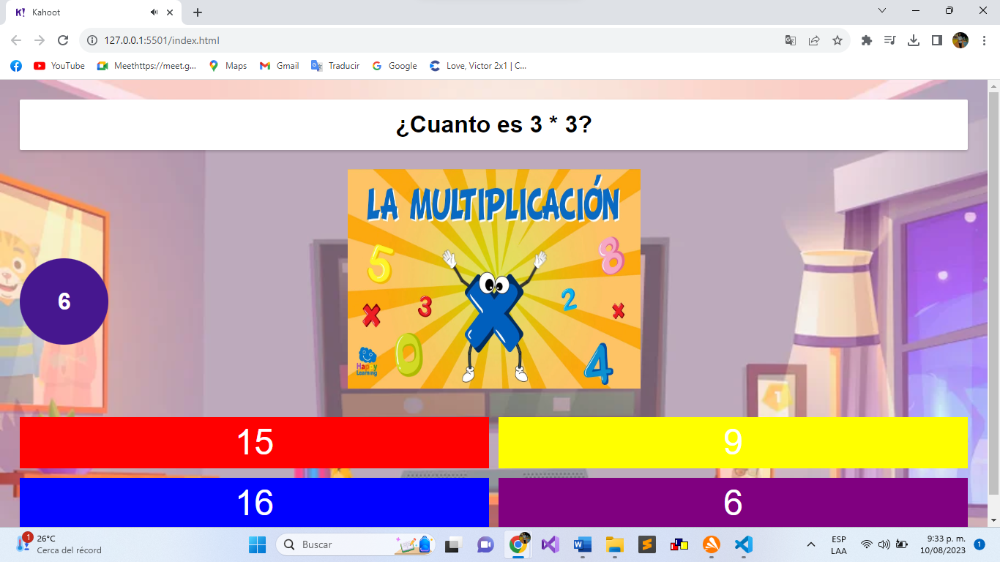 Kahoot
127.0.0.1:5501/index.html
YouTube
Meethttps://meet.g...
Maps
Gmail
Traducir
Google
Love, Victor 2x1 | C...
¿Cuanto es 3 * 3?
LA MULTIPLICACIÓN
5
8
x 3
2 x
0
4
Happy
Learning
6
1
15
9
16
6
1
26°C
Cerca del récord
Buscar
ESP
LAA
9:33 p. m.
10/08/2023
1